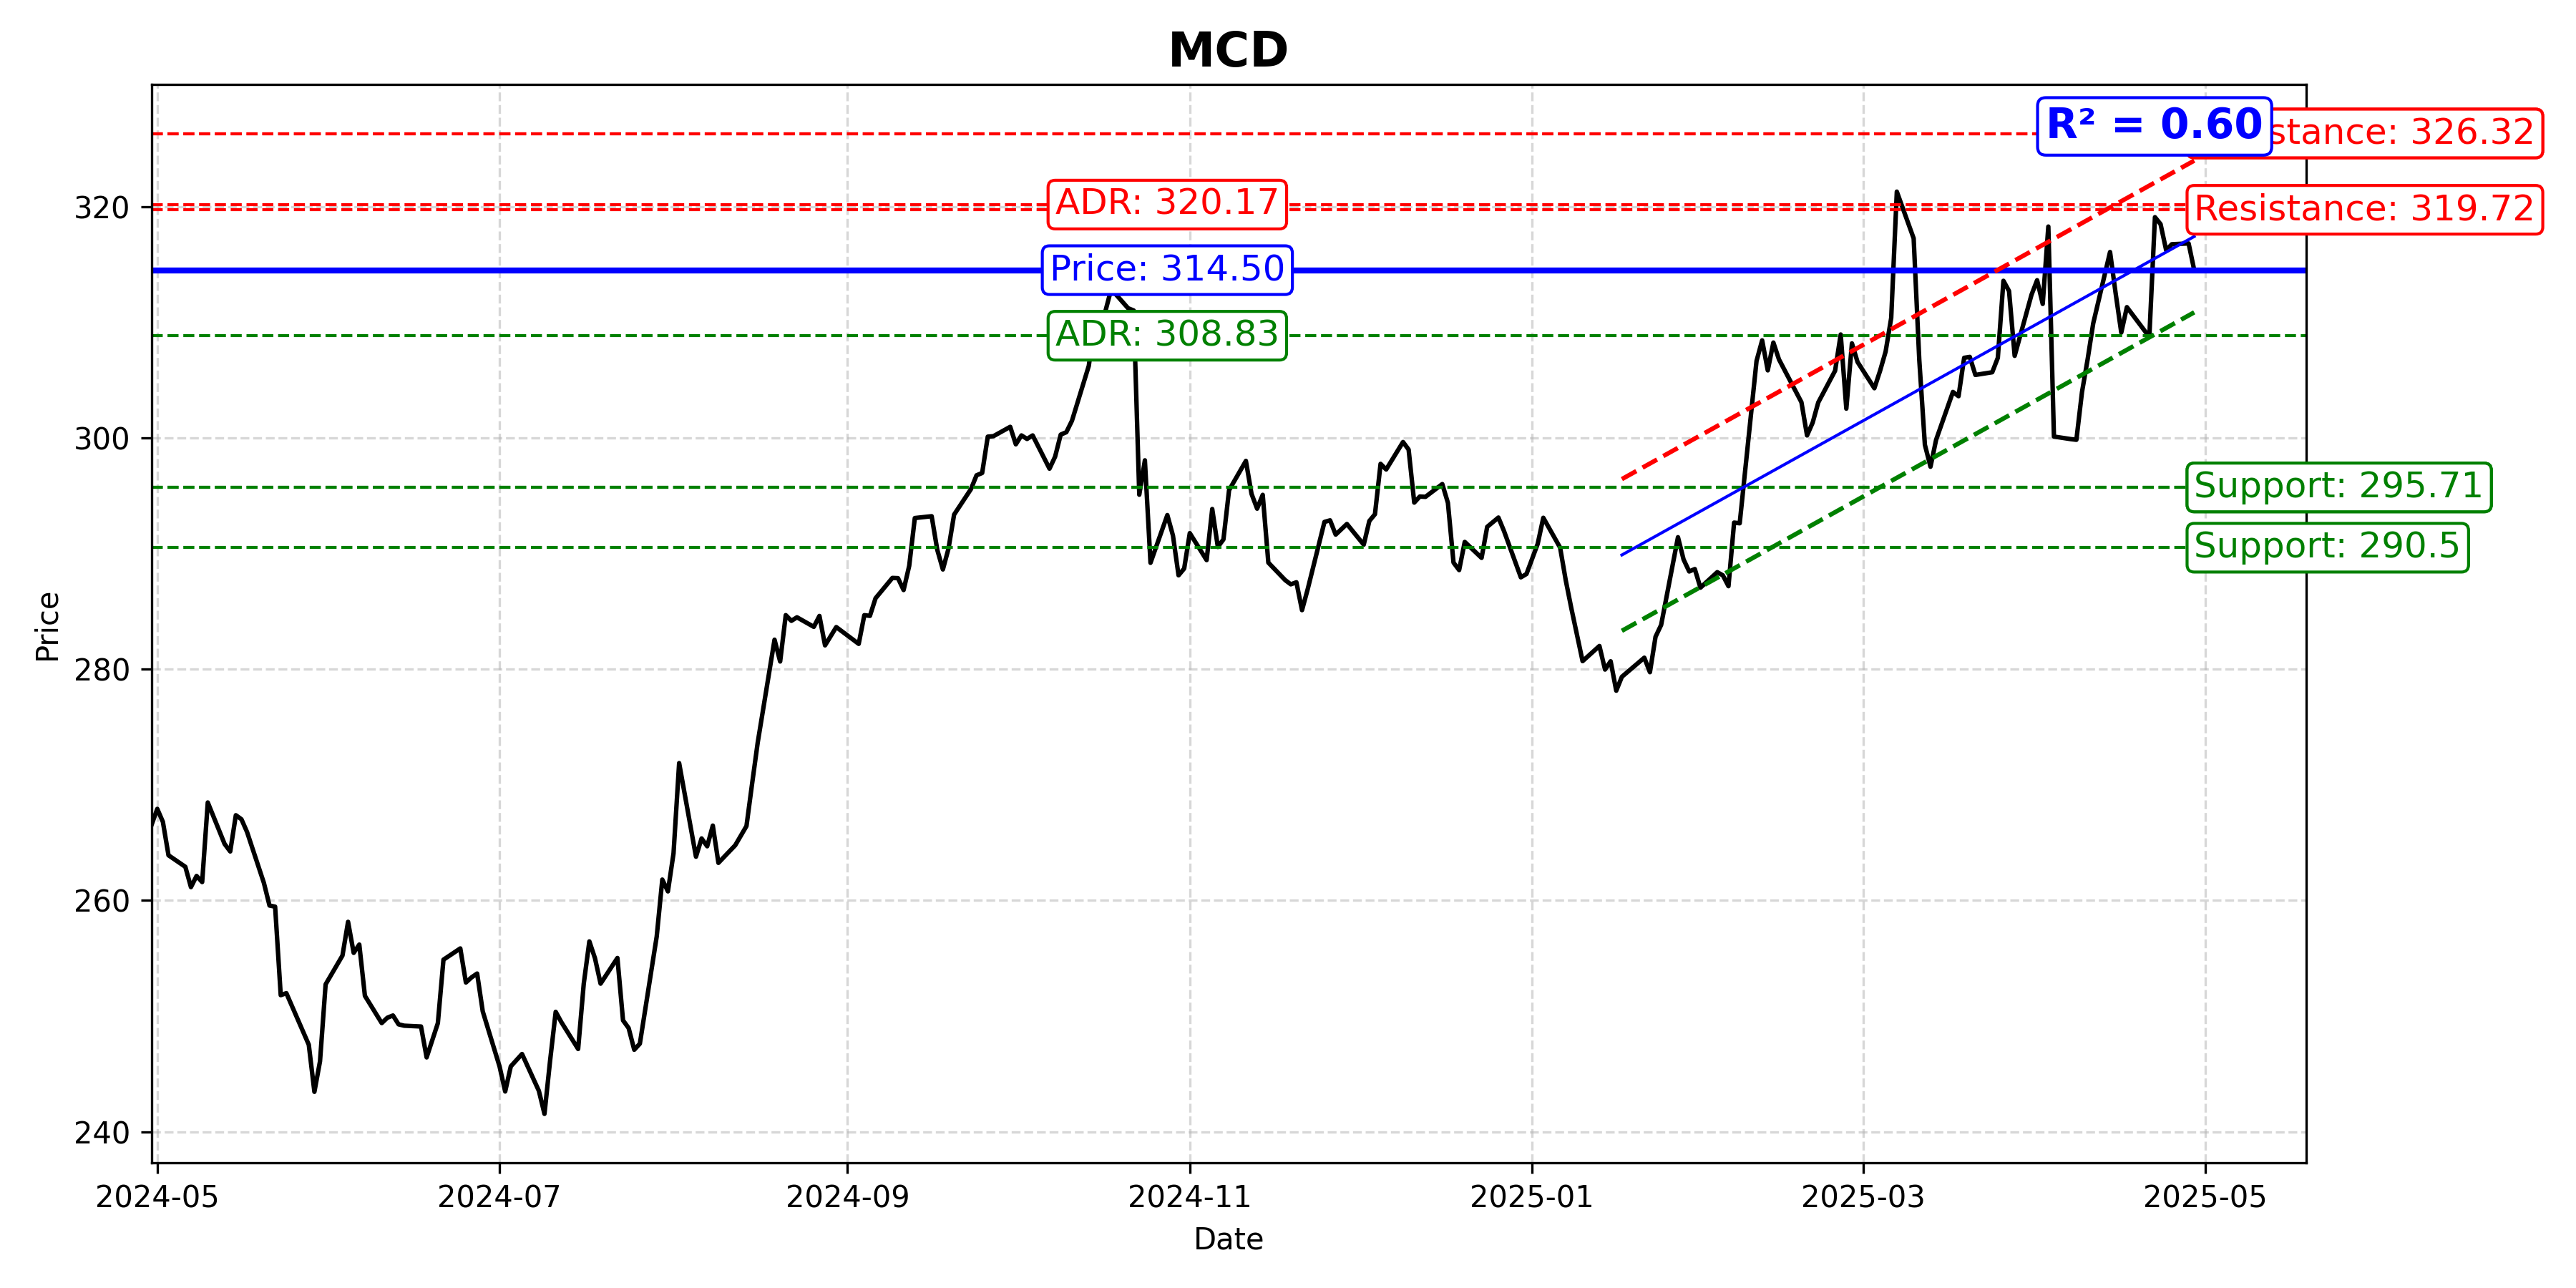 MCD
R² = 0.60
stance: 326.32
ADR: 320.17
Resistance: 319.72
Price: 314.50
ADR: 308.83
Support: 295.71
Support: 290.5
Price
320
300
280
260
240
2024-05 2024-07 2024-09 2024-11 2025-01 2025-03 2025-05
Date